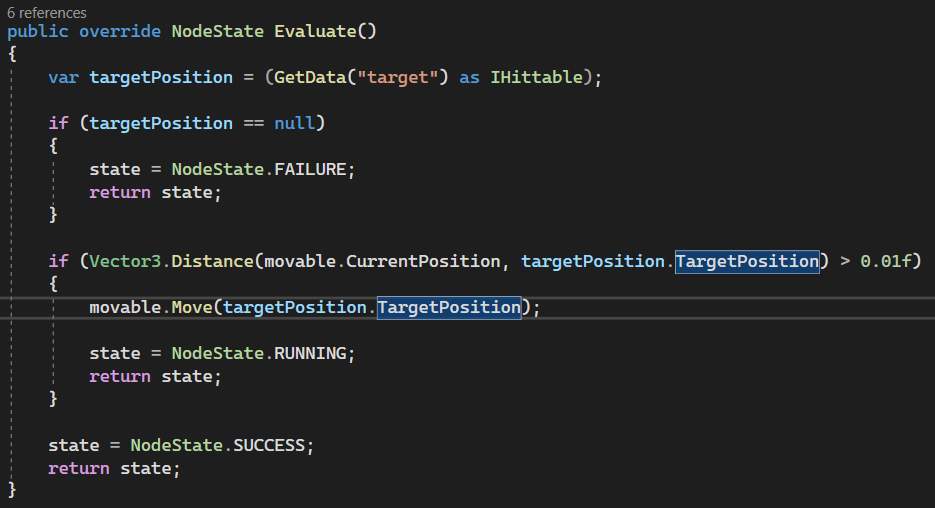 6 references
public override NodeState Evaluate()
{
    var targetPosition = (GetData("target") as IHittable);
    if (targetPosition == null)
    {
        state = NodeState.FAILURE;
        return state;
    }
    if (Vector3.Distance(movable.CurrentPosition, targetPosition.TargetPosition) > 0.01f)
    {
        movable.Move(targetPosition.TargetPosition);
        state = NodeState.RUNNING;
        return state;
    }
    state = NodeState.SUCCESS;
    return state;
}